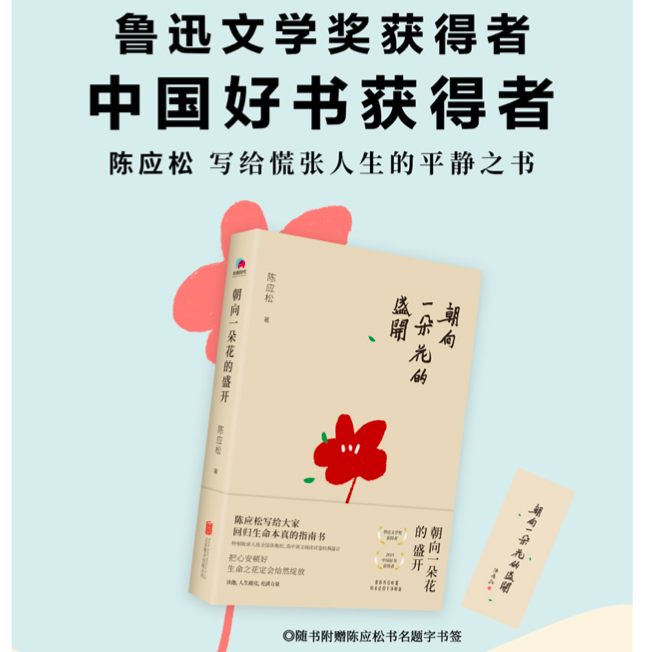 鲁迅文学奖获得者
中国好书获得者
陈应松 写给慌张人生的平静之书
朝向一朵花的盛开
陈应松 著
陈应松 著
朝向
一朵花的
盛開
陈应松写给大家
回归生命本真的指南书
把心安顿好
生命之花定会灿然绽放
朝向一朵花
的盛开
朝向
一朵花的盛開
◎随书附赠陈应松书名题字书签